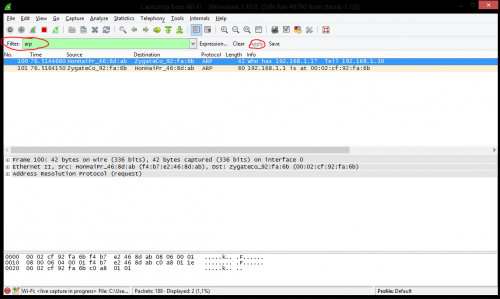 Capturing from Wi-Fi [Wireshark 1.10.0 (SVN Rev 49790 from /trunk-1.10)]
File Edit View Go Capture Analyze Statistics Telephony Tools Internals Help
Filter: arp Expression... Clear Apply Save
No. Time Source Destination Protocol Length Info
100 76.5144660 HonHaiPr_46:8d:ab ZygateCo_92:fa:6b ARP 42 Who has 192.168.1.1? Tell 192.168.1.30
101 76.5164150 ZygateCo_92:fa:6b HonHaiPr_46:8d:ab ARP 60 192.168.1.1 is at 00:02:cf:92:fa:6b
Frame 100: 42 bytes on wire (336 bits), 42 bytes captured (336 bits) on interface 0
Ethernet II, Src: HonHaiPr_46:8d:ab (f4:b7:e2:46:8d:ab), Dst: ZygateCo_92:fa:6b (00:02:cf:92:fa:6b)
Address Resolution Protocol (request)
0000 00 02 cf 92 fa 6b f4 b7 e2 46 8d ab 08 06 00 01 .....k.. .F......
0010 08 00 06 04 00 01 f4 b7 e2 46 8d ab c0 a8 01 1e ........ .F......
0020 00 02 cf 92 fa 6b c0 a8 01 01 .....k.. ..
Wi-Fi: <live capture in progress> File: C:\Use... Packets: 188 · Displayed: 2 (1,1%) Profile: Default